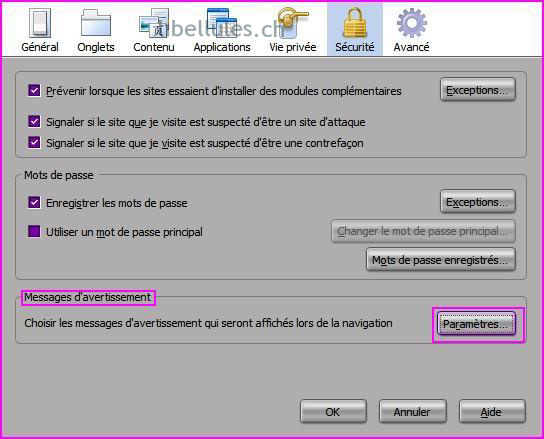 libellules.ch
Général Onglets Contenu Applications Vie privée Sécurité Avancé
Prévenir lorsque les sites essaient d'installer des modules complémentaires Exceptions...
Signaler si le site que je visite est suspecté d'être un site d'attaque
Signaler si le site que je visite est suspecté d'être une contrefaçon
Mots de passe
Enregistrer les mots de passe Exceptions...
Utiliser un mot de passe principal Changer le mot de passe principal...
Mots de passe enregistrés...
Messages d'avertissement
Choisir les messages d'avertissement qui seront affichés lors de la navigation Paramètres...
OK Annuler Aide